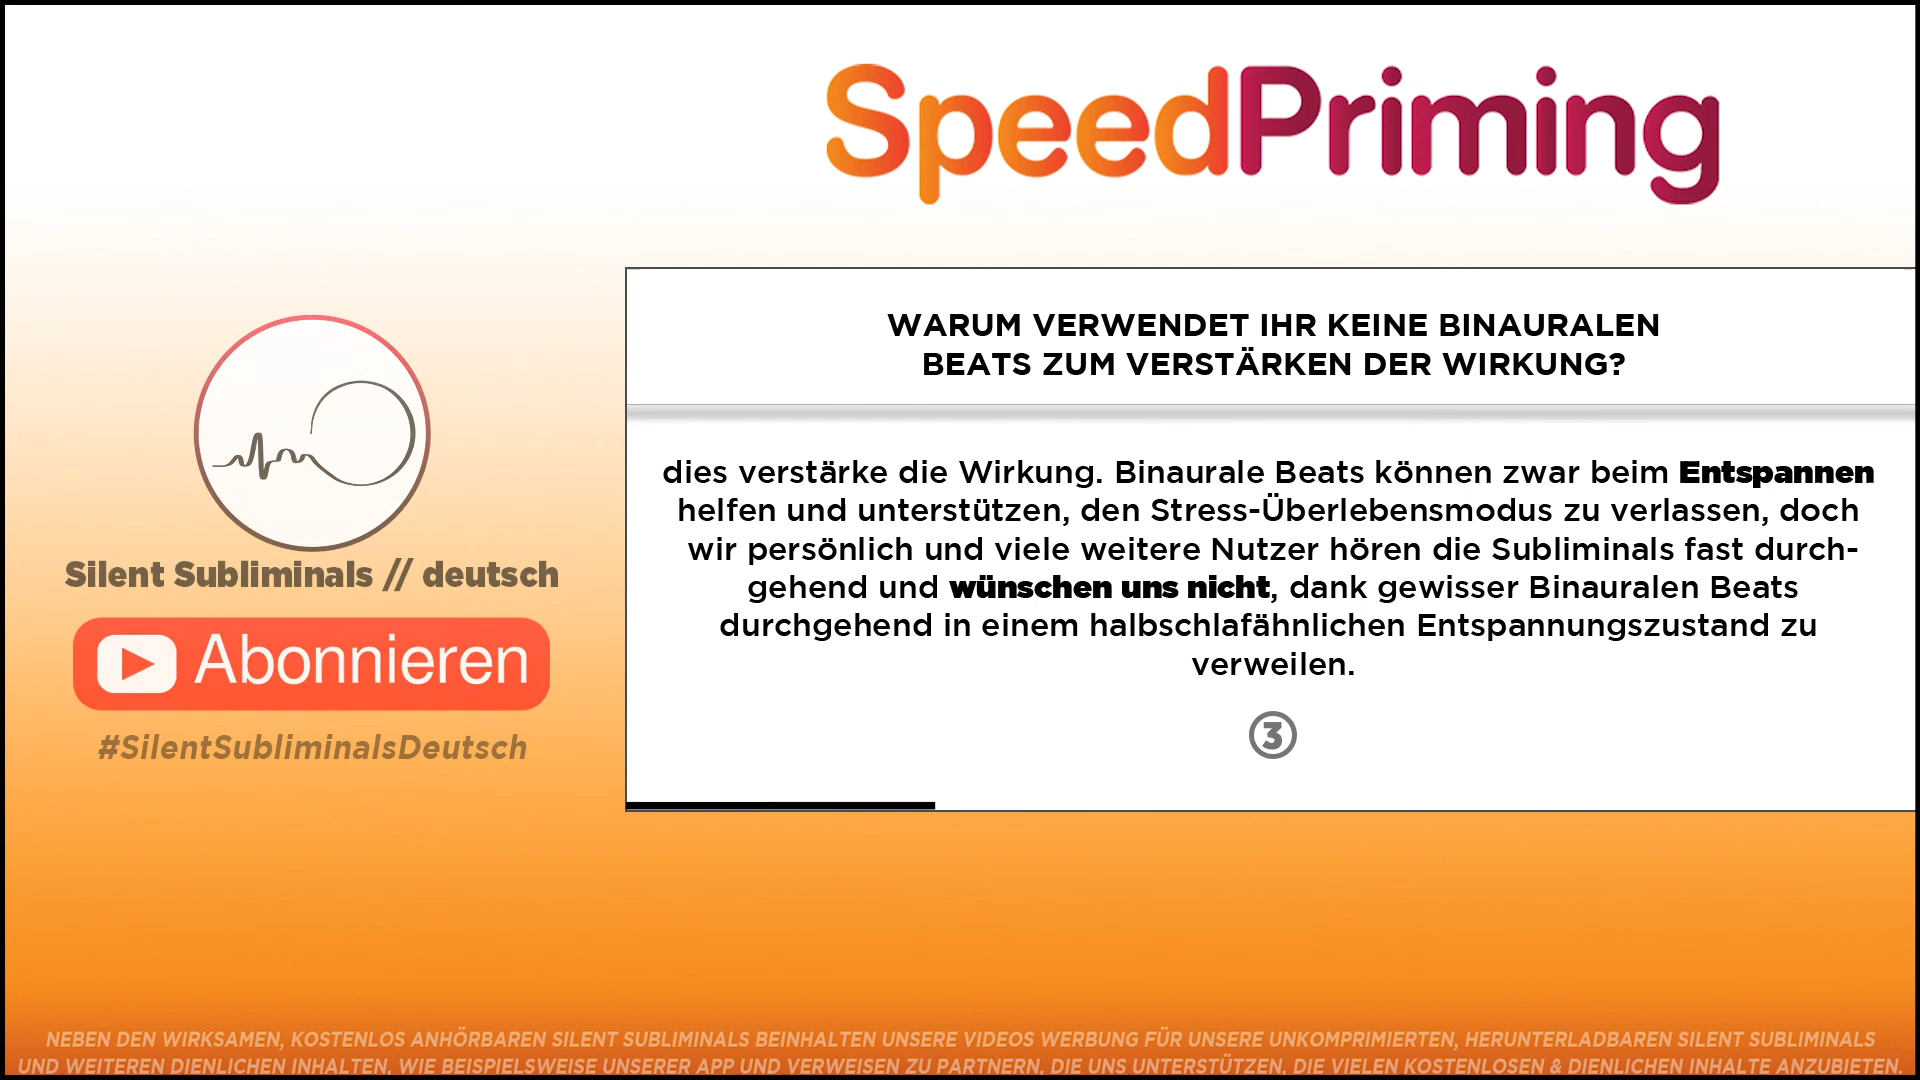 SpeedPriming
WARUM VERWENDET IHR KEINE BINAURALEN
BEATS ZUM VERSTÄRKEN DER WIRKUNG?
dies verstärke die Wirkung. Binaurale Beats können zwar beim Entspannen
helfen und unterstützen, den Stress-Überlebensmodus zu verlassen, doch
wir persönlich und viele weitere Nutzer hören die Subliminals fast durch-
gehend und wünschen uns nicht, dank gewisser Binauralen Beats
durchgehend in einem halbschlafähnlichen Entspannungszustand zu
verweilen.
3
Silent Subliminals // deutsch
Abonnieren
#SilentSubliminalsDeutsch
NEBEN DEN WIRKSAMEN, KOSTENLOS ANHÖRBAREN SILENT SUBLIMINALS BEINHALTEN UNSERE VIDEOS WERBUNG FÜR UNSERE UNKOMPRIMIERTEN, HERUNTERLADBAREN SILENT SUBLIMINALS
UND WEITEREN DIENLICHEN INHALTEN, WIE BEISPIELSWEISE UNSERER APP UND VERWEISEN ZU PARTNERN, DIE UNS UNTERSTÜTZEN, DIE VIELEN KOSTENLOSEN & DIENLICHEN INHALTE ANZUBIETEN.